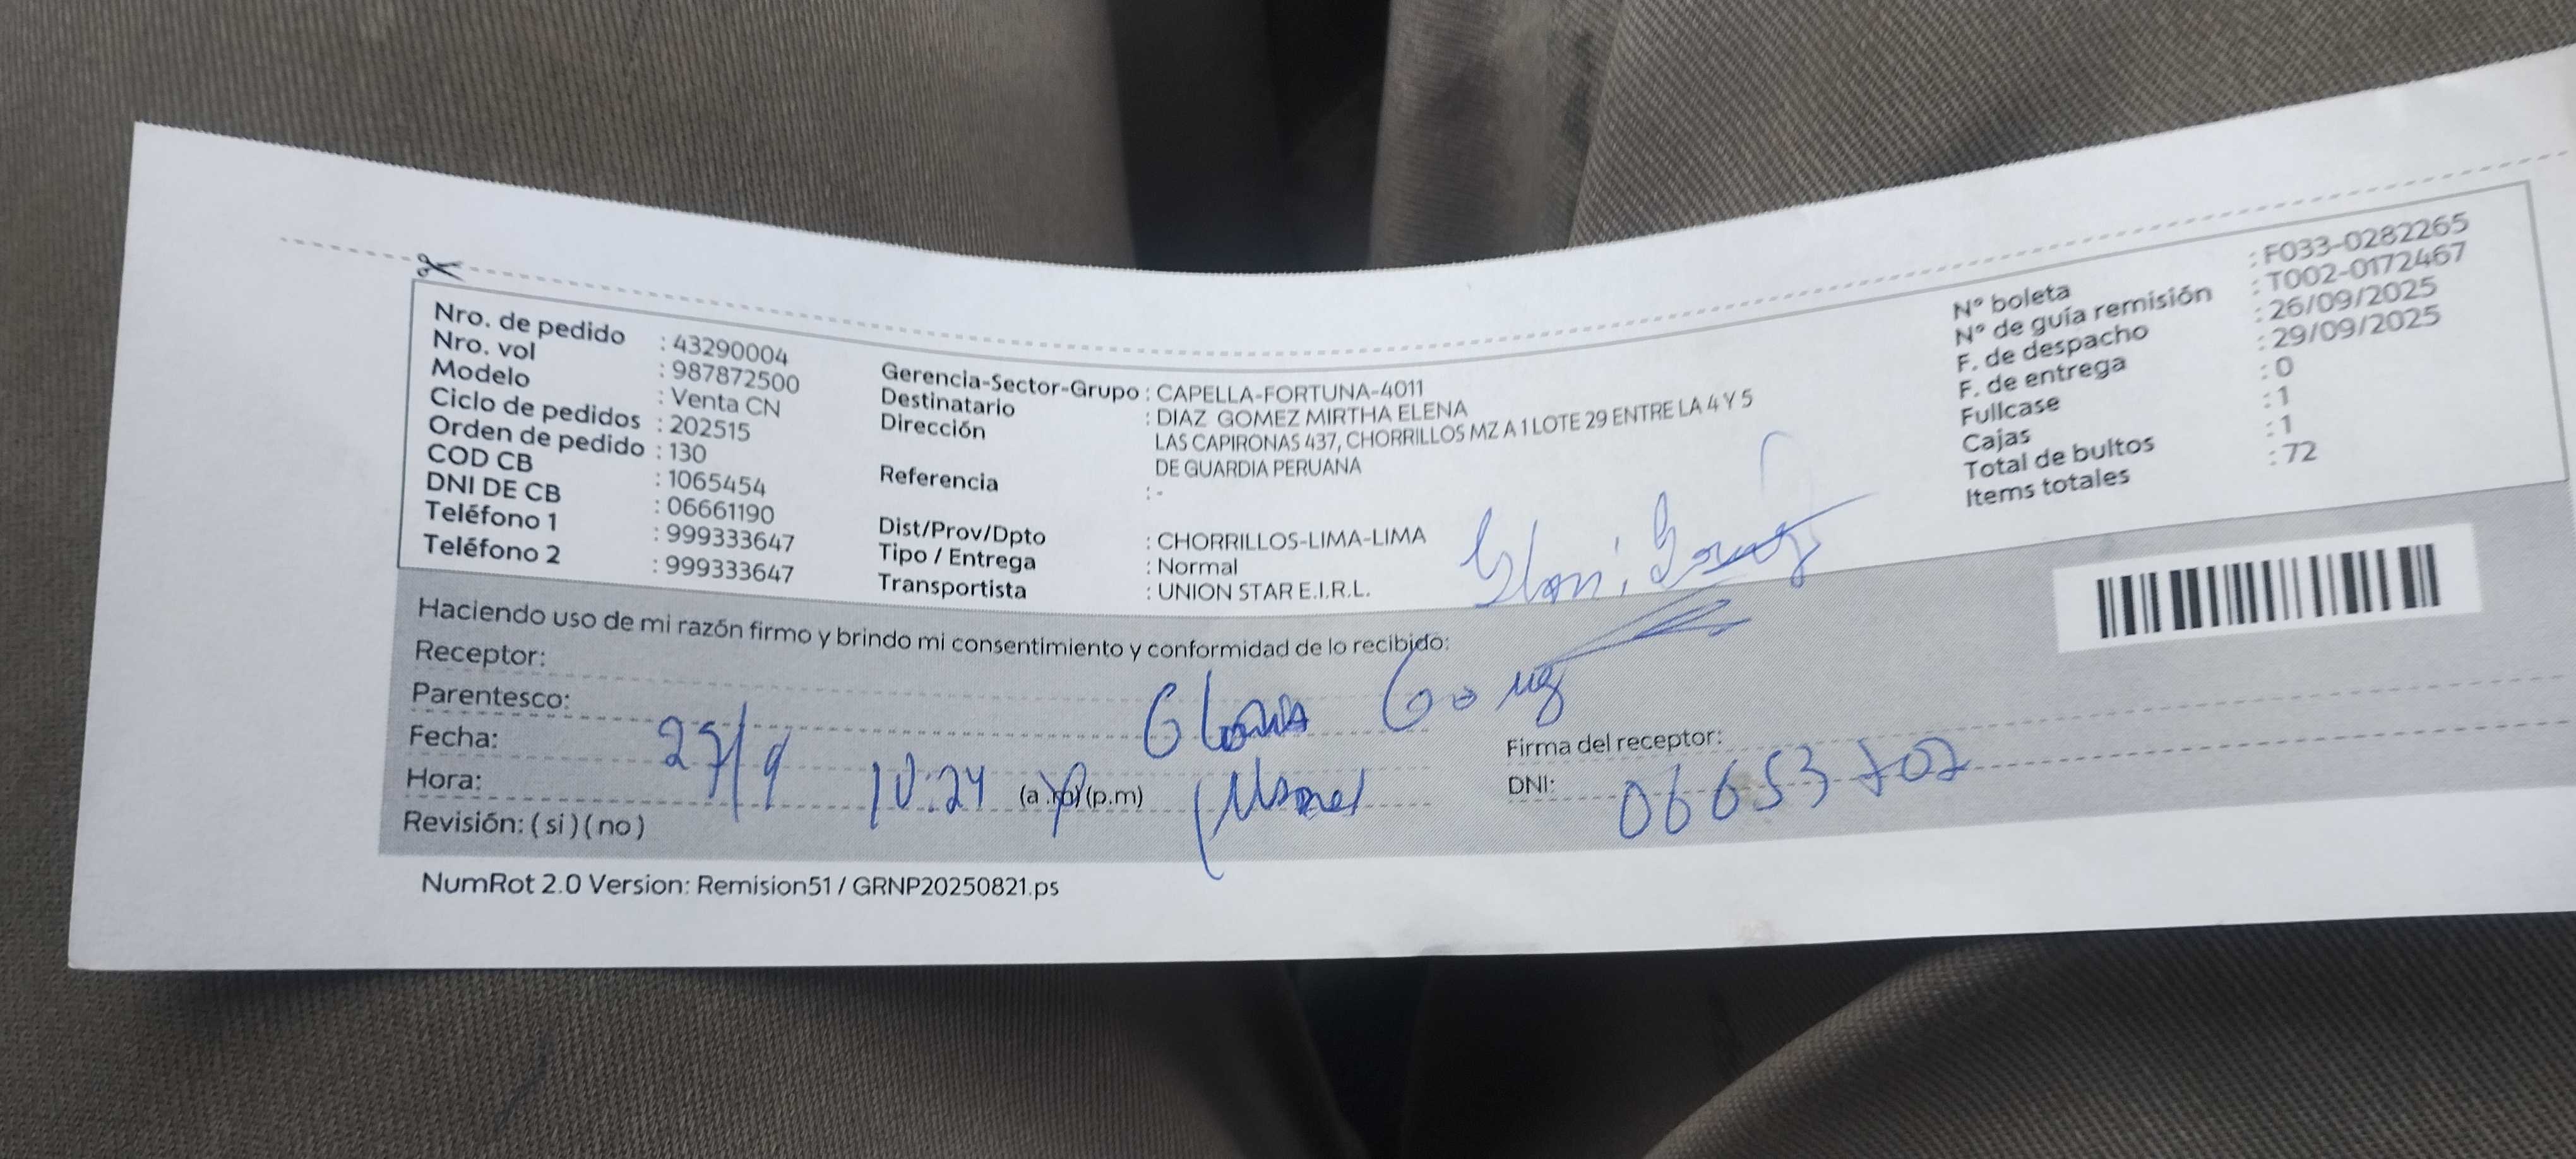 Nro. de pedido : 43290004
Nro. vol : 987872500
Modelo : Venta CN
Ciclo de pedidos : 202515
Orden de pedido : 130
COD CB : 1065454
DNI DE CB : 06661190
Teléfono 1 : 999333647
Teléfono 2 : 999333647
Gerencia-Sector-Grupo : CAPELLA-FORTUNA-4011
Destinatario : DIAZ GOMEZ MIRTHA ELENA
Dirección : LAS CAPIRONAS 437, CHORRILLOS MZ A 1 LOTE 29 ENTRE LA 4 Y 5
DE GUARDIA PERUANA
Referencia : -
Dist/Prov/Dpto : CHORRILLOS-LIMA-LIMA
Tipo / Entrega : Normal
Transportista : UNION STAR E.I.R.L.
N° boleta : F033-0282265
N° de guía remisión : T002-0172467
F. de despacho : 26/09/2025
F. de entrega : 29/09/2025
Fullcase : 0
Cajas : 1
Total de bultos : 1
Items totales : 72
Haciendo uso de mi razón firmo y brindo mi consentimiento y conformidad de lo recibido:
Receptor:
Parentesco:
Fecha:
Hora: 10:24 (a.m) (p.m)
Revisión: ( si ) ( no )
Firma del receptor:
DNI:
NumRot 2.0 Version: Remision51 / GRNP20250821.ps